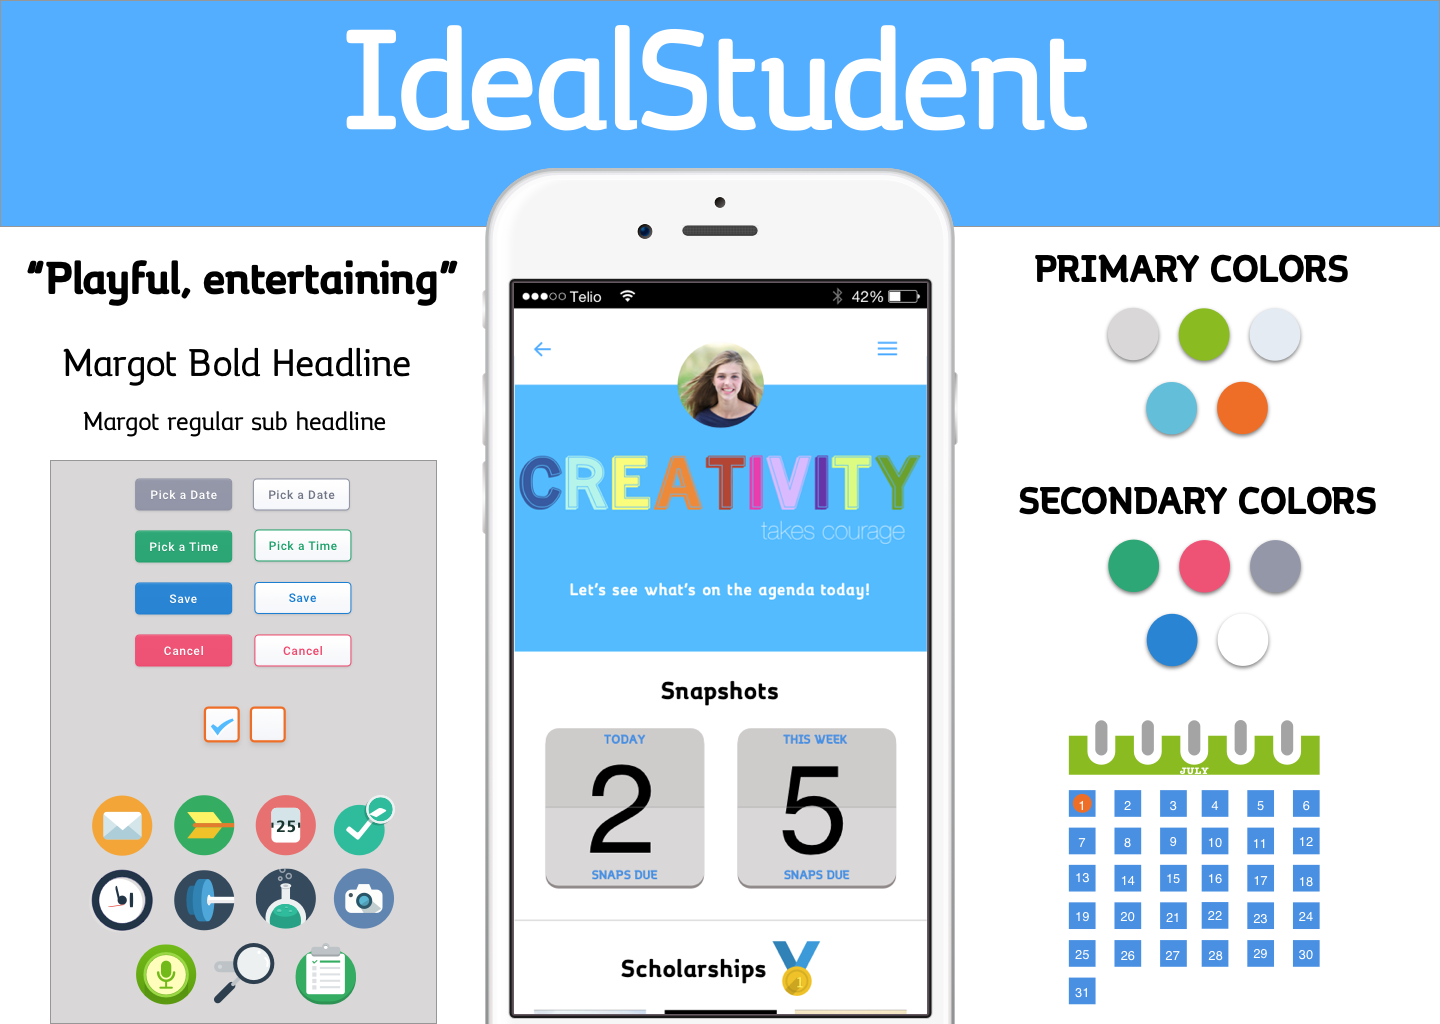 IdealStudent
“Playful, entertaining”
Margot Bold Headline
Margot regular sub headline
Pick a Date Pick a Date
Pick a Time Pick a Time
Save Save
Cancel Cancel
25
Telio 42%
CREATIVITY
takes courage
Let's see what's on the agenda today!
Snapshots
TODAY
2
SNAPS DUE
THIS WEEK
5
SNAPS DUE
Scholarships
1
PRIMARY COLORS
SECONDARY COLORS
JULY
1 2 3 4 5 6
7 8 9 10 11 12
13 14 15 16 17 18
19 20 21 22 23 24
25 26 27 28 29 30
31